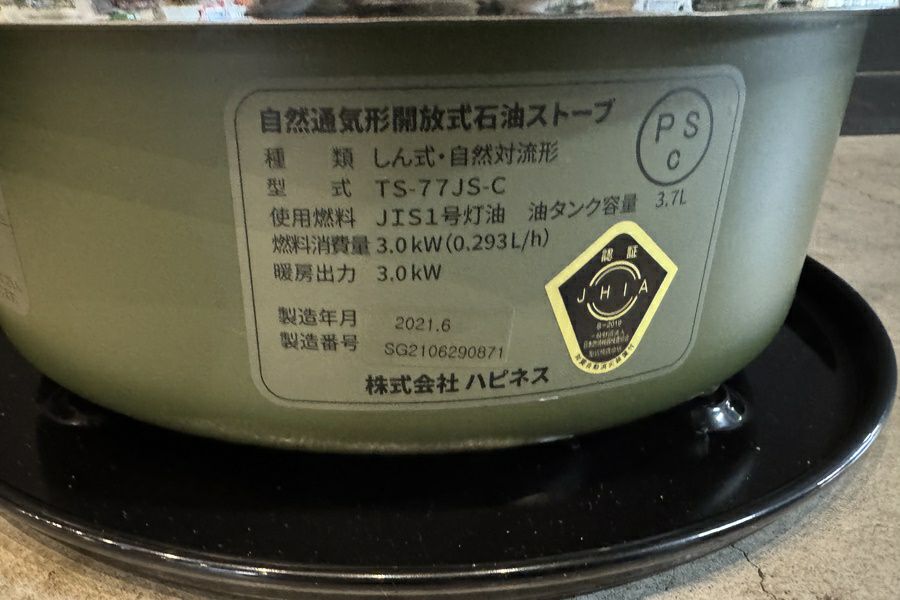 自然通気形開放式石油ストーブ
PS
C
種 類 しん式・自然対流形
型 式 TS-77JS-C
使用燃料 JIS1号灯油 油タンク容量 3.7L
燃料消費量 3.0kW(0.293L/h)
暖房出力 3.0kW
認証
JHIA
製造年月 2021.6
製造番号 SG2106290871
株式会社 ハピネス